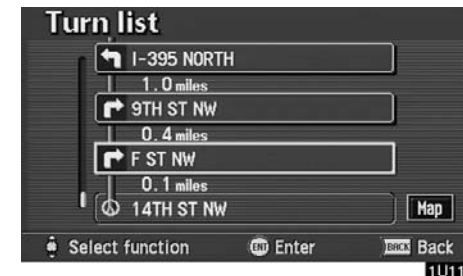 Turn list
I-395 NORTH
1.0 miles
9TH ST NW
0.4 miles
F ST NW
0.1 miles
14TH ST NW
Map
Select function ENT Enter BACK Back
1U11